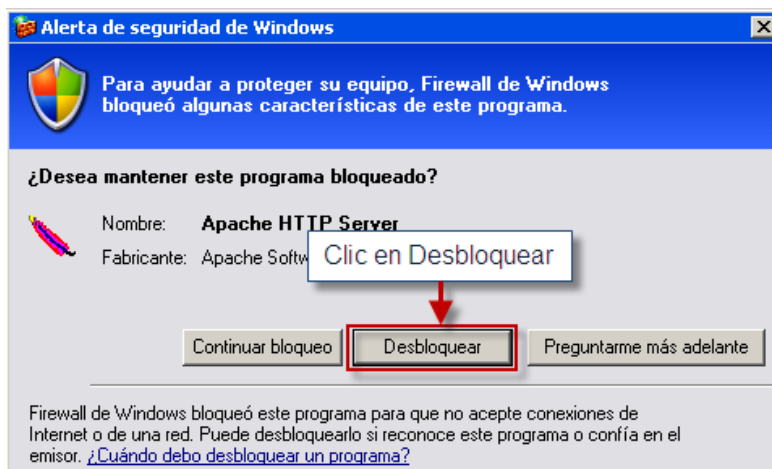 Alerta de seguridad de Windows
Para ayudar a proteger su equipo, Firewall de Windows
bloqueó algunas características de este programa.
¿Desea mantener este programa bloqueado?
Nombre: Apache HTTP Server
Fabricante: Apache
Clic en Desbloquear
Continuar bloqueo Desbloquear Preguntarme más adelante
Firewall de Windows bloqueó este programa para que no acepte conexiones de
Internet o de una red. Puede desbloquearlo si reconoce este programa o confía en el
emisor. ¿Cuándo debo desbloquear un programa?